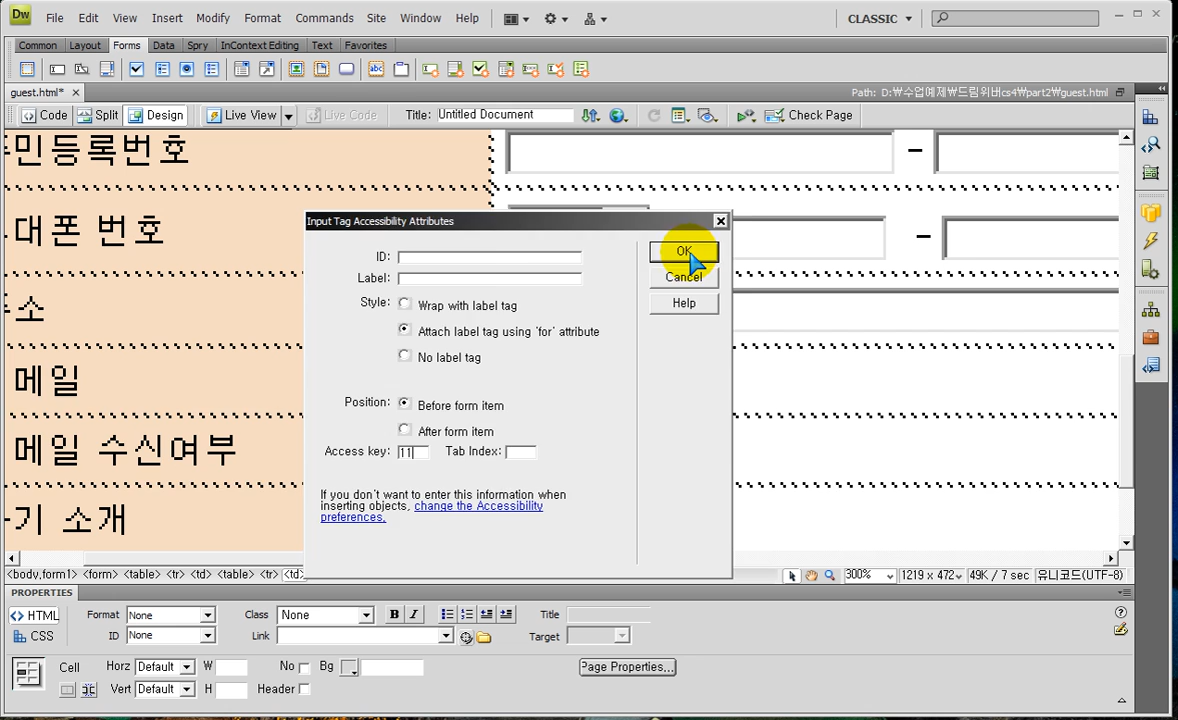 Dw File Edit View Insert Modify Format Commands Site Window Help CLASSIC
Common Layout Forms Data Spry InContext Editing Text Favorites
guest.html* Path: D:₩수업예제₩드림위버cs4₩part2₩guest.html
Code Split Design Live View Live Code Title: Untitled Document Check Page
민등록번호 –
대폰 번호 –
소
메일
메일 수신여부
기 소개
Input Tag Accessibility Attributes
ID: OK
Label: Cancel
Style: Wrap with label tag Help
Attach label tag using 'for' attribute
No label tag
Position: Before form item
After form item
Access key: 11 Tab Index:
If you don't want to enter this information when
inserting objects, change the Accessibility
preferences.
<body,form1> <form> <table> <tr> <td> <table> <tr> <td> 300% 1219 x 472 49K / 7 sec 유니코드(UTF-8)
PROPERTIES
<> HTML Format None Class None B I Title
CSS ID None Link Target
Cell Horz Default W No Bg Page Properties...
Vert Default H Header